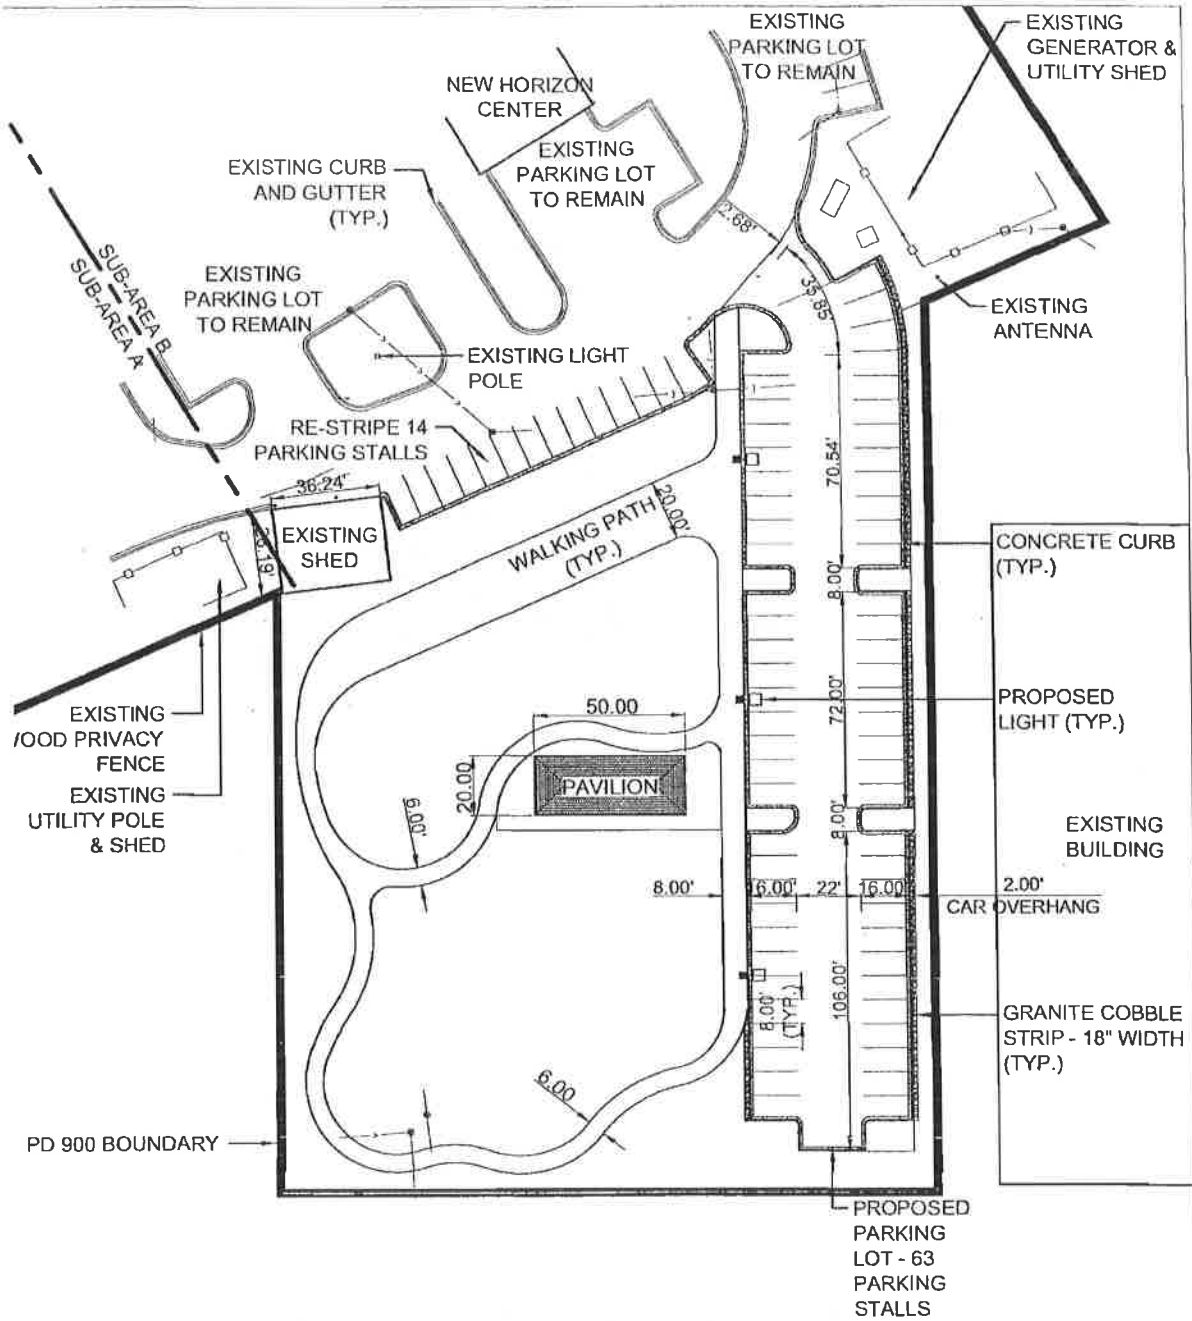 EXISTING
PARKING LOT
TO REMAIN
EXISTING
GENERATOR &
UTILITY SHED
NEW HORIZON
CENTER
EXISTING
PARKING LOT
TO REMAIN
EXISTING CURB
AND GUTTER
(TYP.)
2.68'
SUB-AREA B
SUB-AREA A
EXISTING
PARKING LOT
TO REMAIN
35.85'
EXISTING
ANTENNA
EXISTING LIGHT
POLE
RE-STRIPE 14
PARKING STALLS
70.54'
36.24'
20.00'
EXISTING
SHED
WALKING PATH
(TYP.)
CONCRETE CURB
(TYP.)
8.00'
PROPOSED
LIGHT (TYP.)
72.00'
50.00
EXISTING
/OOD PRIVACY
FENCE
20.00
PAVILION
EXISTING
UTILITY POLE
& SHED
6.00'
8.00'
EXISTING
BUILDING
8.00'
16.00'
22'
16.00'
2.00'
CAR OVERHANG
8.00'
(TYP.)
106.00'
GRANITE COBBLE
STRIP - 18" WIDTH
(TYP.)
6.00
PD 900 BOUNDARY
PROPOSED
PARKING
LOT - 63
PARKING
STALLS